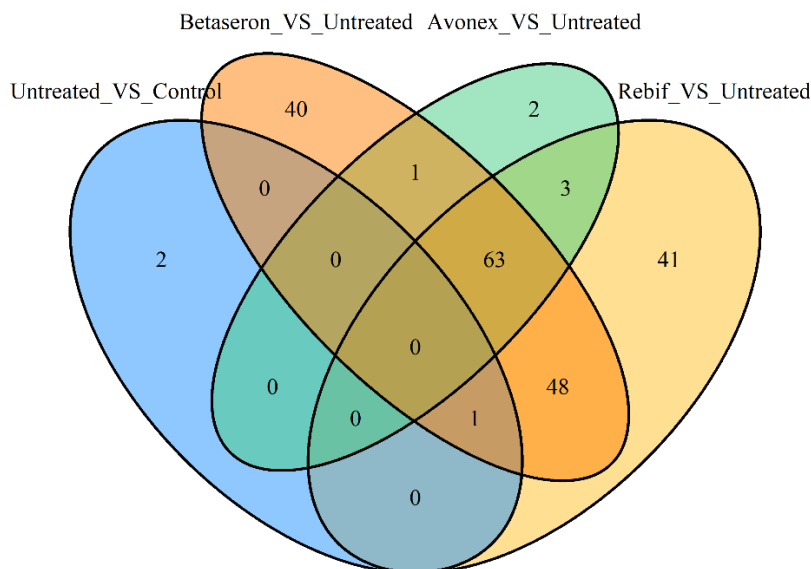 Betaseron_VS_Untreated Avonex_VS_Untreated
Untreated_VS_Control Rebif_VS_Untreated
40 2
1
0 3
2 0 63 41
0
0 48
0 1
0